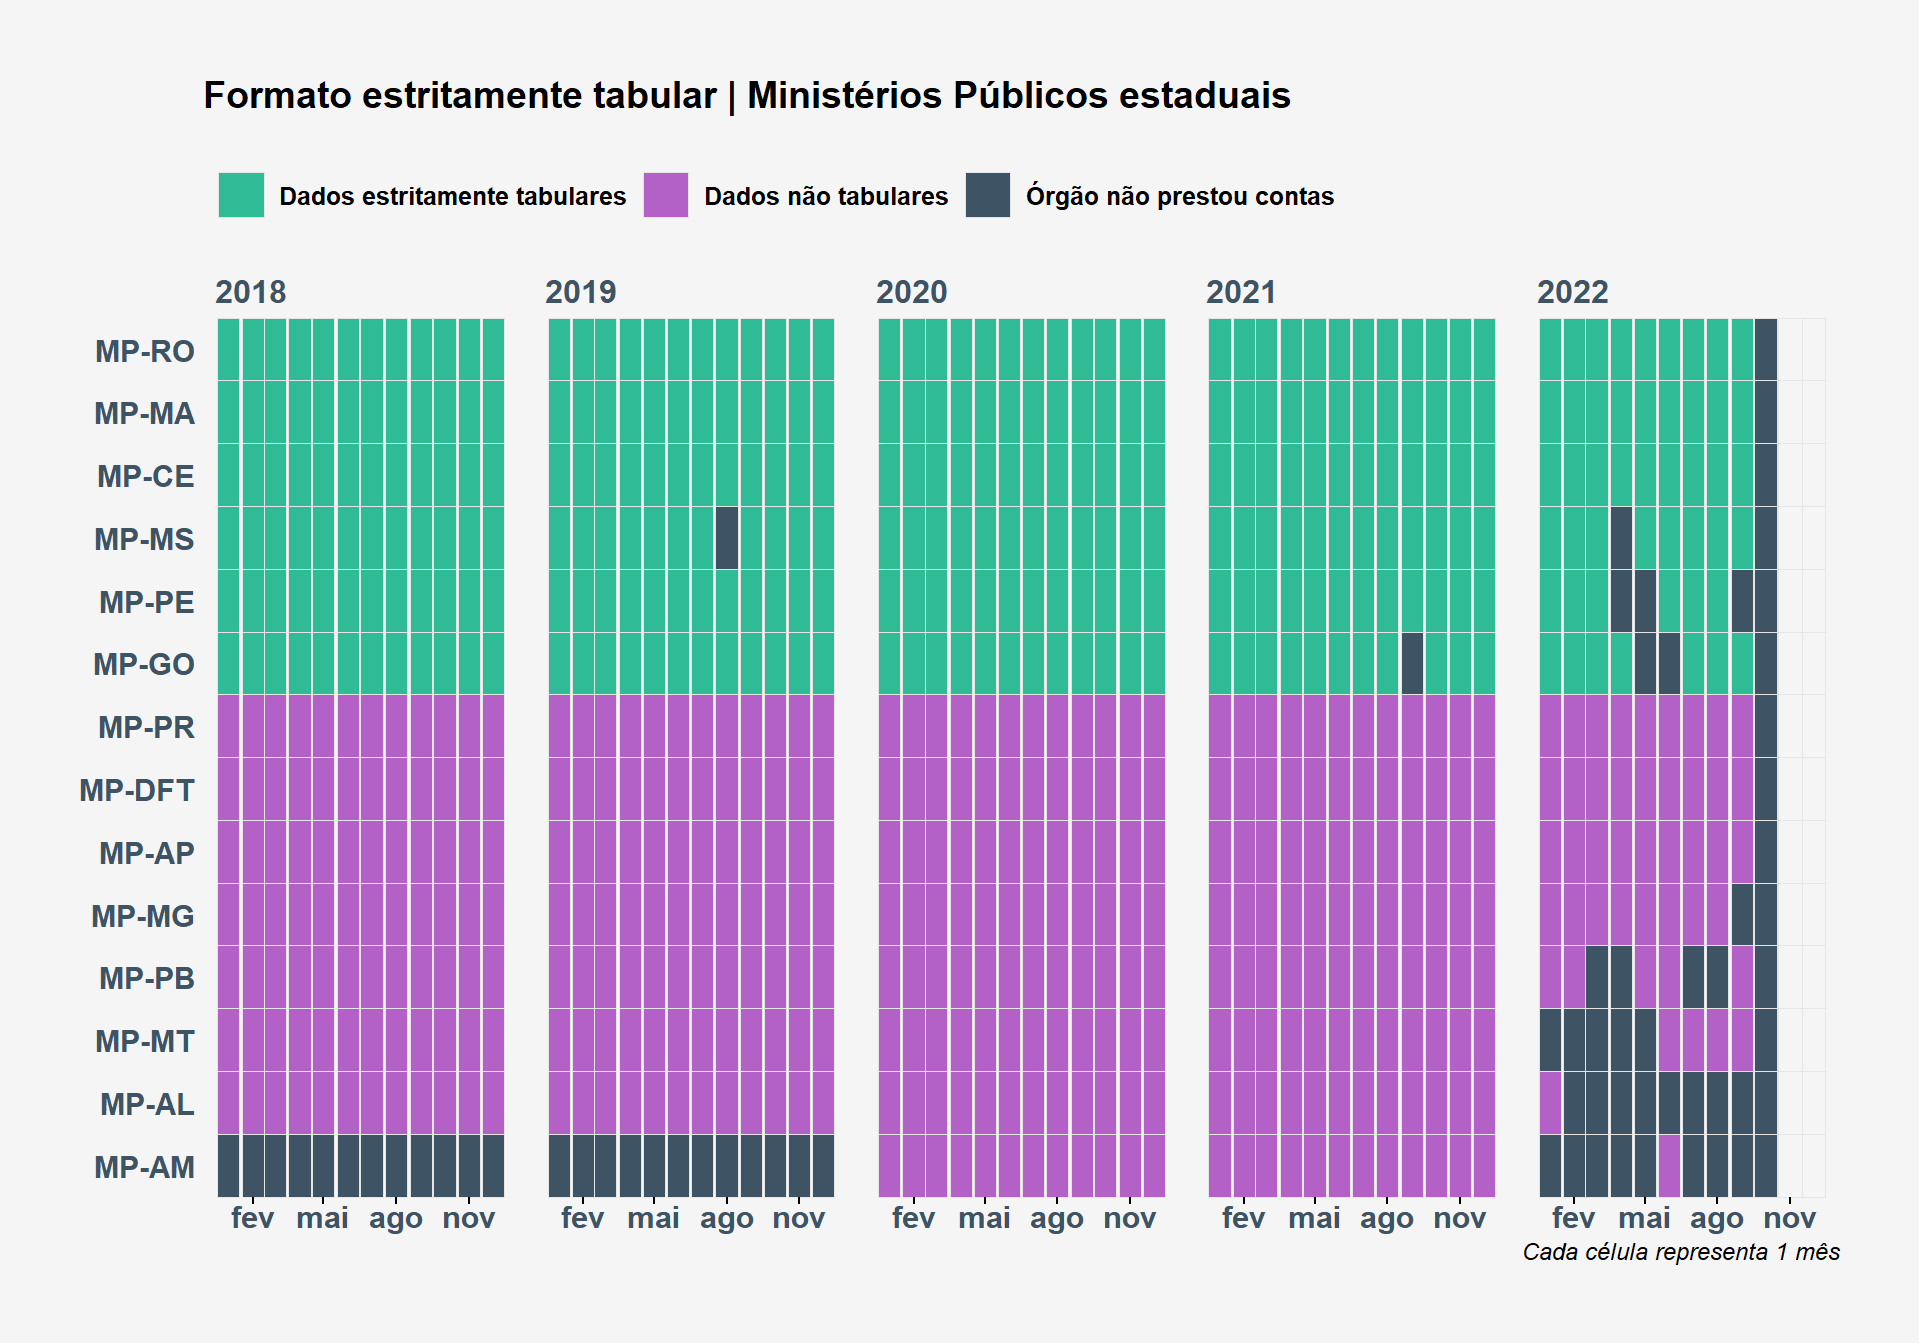 Formato estritamente tabular | Ministérios Públicos estaduais
Dados estritamente tabulares Dados não tabulares Órgão não prestou contas
2018 2019 2020 2021 2022
MP-RO
MP-MA
MP-CE
MP-MS
MP-PE
MP-GO
MP-PR
MP-DFT
MP-AP
MP-MG
MP-PB
MP-MT
MP-AL
MP-AM
fev mai ago nov fev mai ago nov fev mai ago nov fev mai ago nov fev mai ago nov
Cada célula representa 1 mês